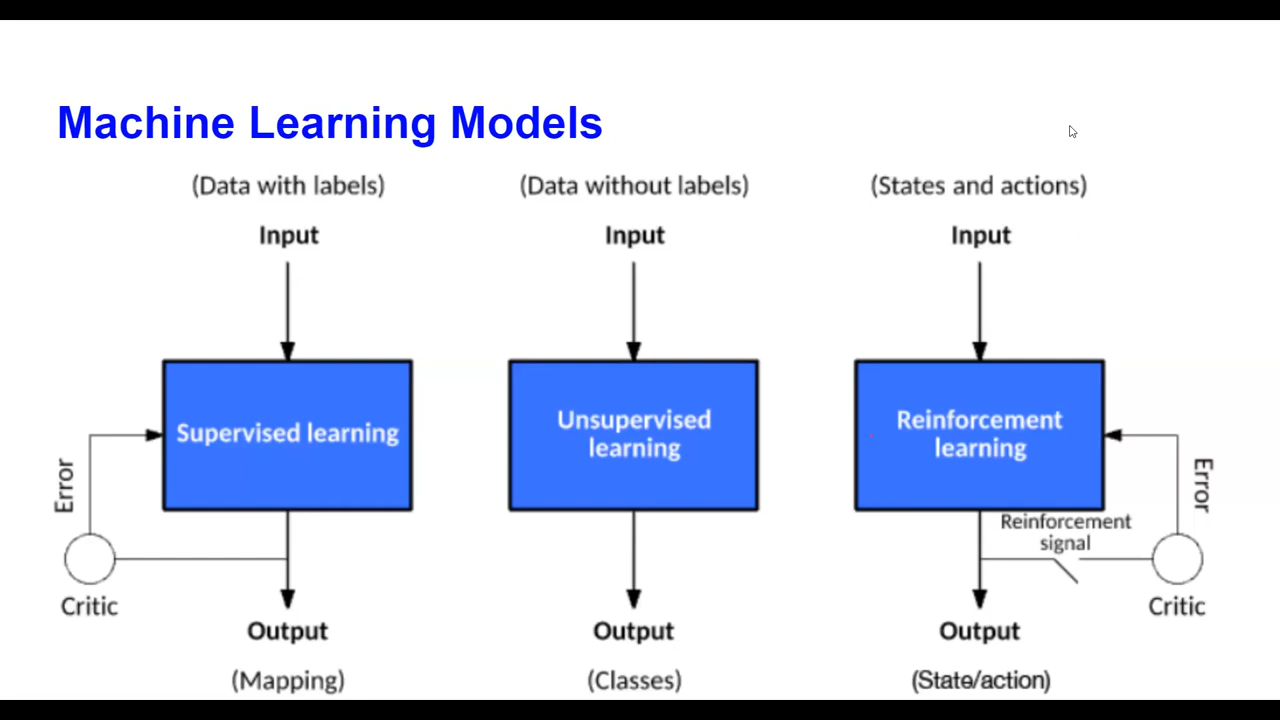 Machine Learning Models
(Data with labels)
Input
Supervised learning
Error
Critic
Output
(Mapping)
(Data without labels)
Input
Unsupervised
learning
Output
(Classes)
(States and actions)
Input
Reinforcement
learning
Reinforcement
signal
Error
Critic
Output
(State/action)